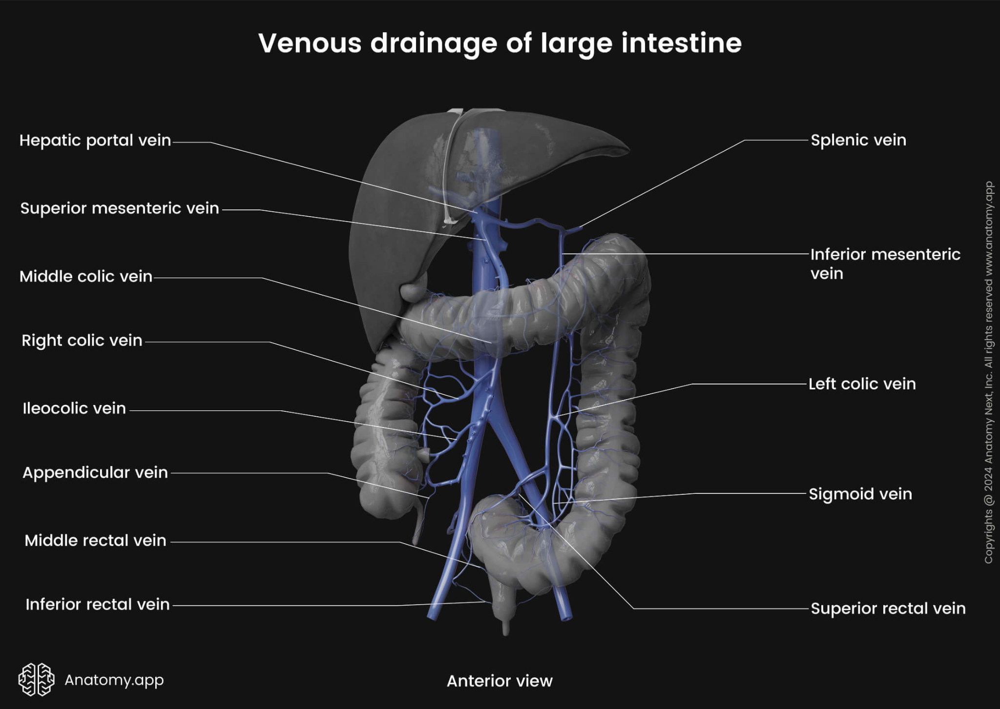 Venous drainage of large intestine
Hepatic portal vein
Superior mesenteric vein
Middle colic vein
Right colic vein
Ileocolic vein
Appendicular vein
Middle rectal vein
Inferior rectal vein
Splenic vein
Inferior mesenteric
vein
Left colic vein
Sigmoid vein
Superior rectal vein
Copyrights @ 2024 Anatomy Next, Inc. All rights reserved www.anatomy.app
Anatomy.app
Anterior view